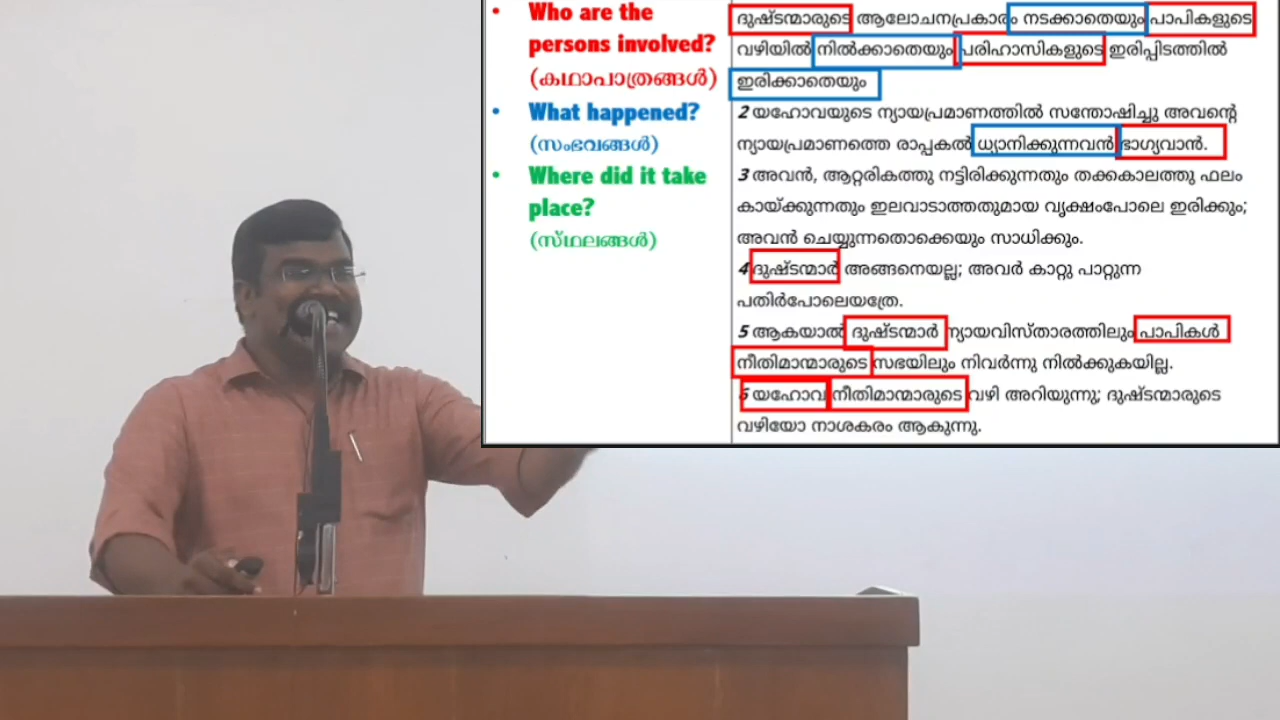 • Who are the
persons involved?
(കഥാപാത്രങ്ങൾ)
• What happened?
(സംഭവങ്ങൾ)
• Where did it take
place?
(സ്ഥലങ്ങൾ)
ദുഷ്ടന്മാരുടെ ആലോചനപ്രകാരം നടക്കാതെയും പാപികളുടെ
വഴിയിൽ നിൽക്കാതെയും പരിഹാസികളുടെ ഇരിപ്പിടത്തിൽ
ഇരിക്കാതെയും
2 യഹോവയുടെ ന്യായപ്രമാണത്തിൽ സന്തോഷിച്ചു അവന്റെ
ന്യായപ്രമാണത്തെ രാപ്പകൽ ധ്യാനിക്കുന്നവൻ ഭാഗ്യവാൻ.
3 അവൻ, ആറ്റരികത്തു നട്ടിരിക്കുന്നതും തക്കകാലത്തു ഫലം
കായ്ക്കുന്നതും ഇലവാടാത്തതുമായ വൃക്ഷംപോലെ ഇരിക്കും;
അവൻ ചെയ്യുന്നതൊക്കെയും സാധിക്കും.
4 ദുഷ്ടന്മാർ അങ്ങനെയല്ല; അവർ കാറ്റു പാറ്റുന്ന
പതിർപോലെയത്രേ.
5 ആകയാൽ ദുഷ്ടന്മാർ ന്യായവിസ്താരത്തിലും പാപികൾ
നീതിമാന്മാരുടെ സഭയിലും നിവർന്നു നിൽക്കുകയില്ല.
6 യഹോവ നീതിമാന്മാരുടെ വഴി അറിയുന്നു; ദുഷ്ടന്മാരുടെ
വഴിയോ നാശകരം ആകുന്നു.